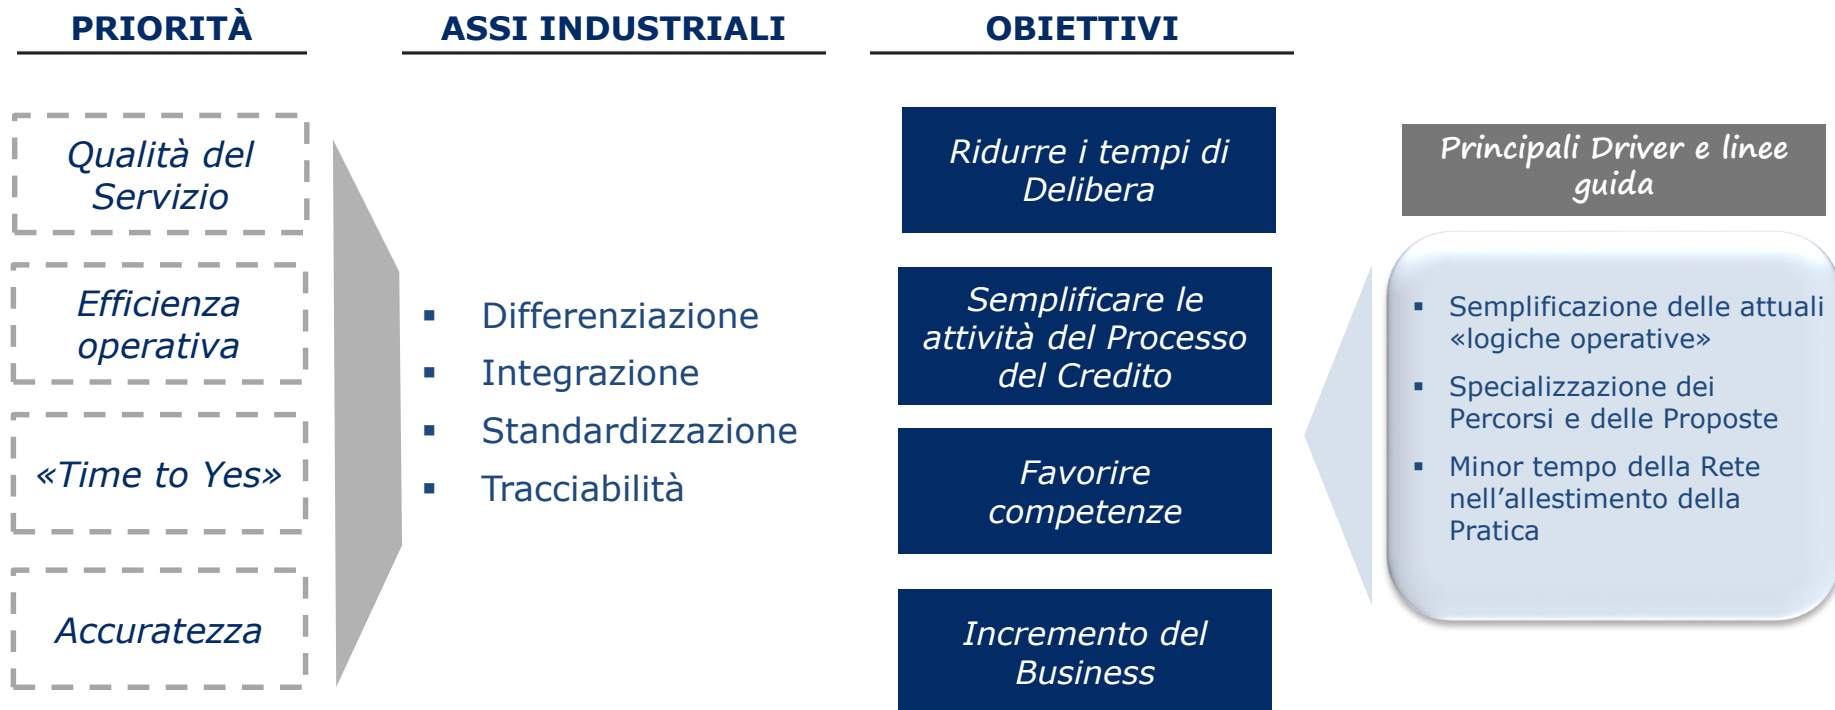 PRIORITÀ
Qualità del
Servizio
Efficienza
operativa
«Time to Yes»
Accuratezza
ASSI INDUSTRIALI
▪ Differenziazione
▪ Integrazione
▪ Standardizzazione
▪ Tracciabilità
OBIETTIVI
Ridurre i tempi di
Delibera
Semplificare le
attività del Processo
del Credito
Favorire
competenze
Incremento del
Business
Principali Driver e linee
guida
▪ Semplificazione delle attuali
«logiche operative»
▪ Specializzazione dei
Percorsi e delle Proposte
▪ Minor tempo della Rete
nell’allestimento della
Pratica